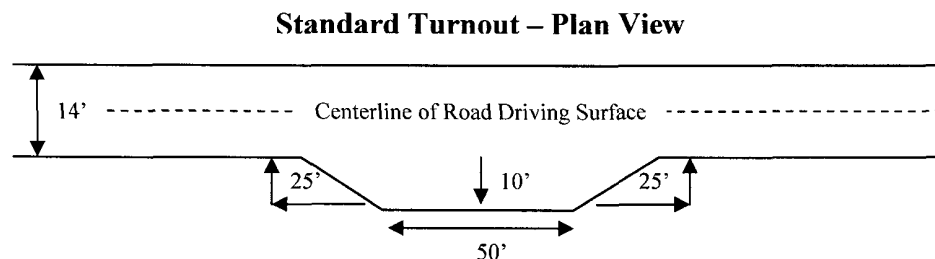 Standard Turnout – Plan View
14’
Centerline of Road Driving Surface
25’
10’
25’
50’